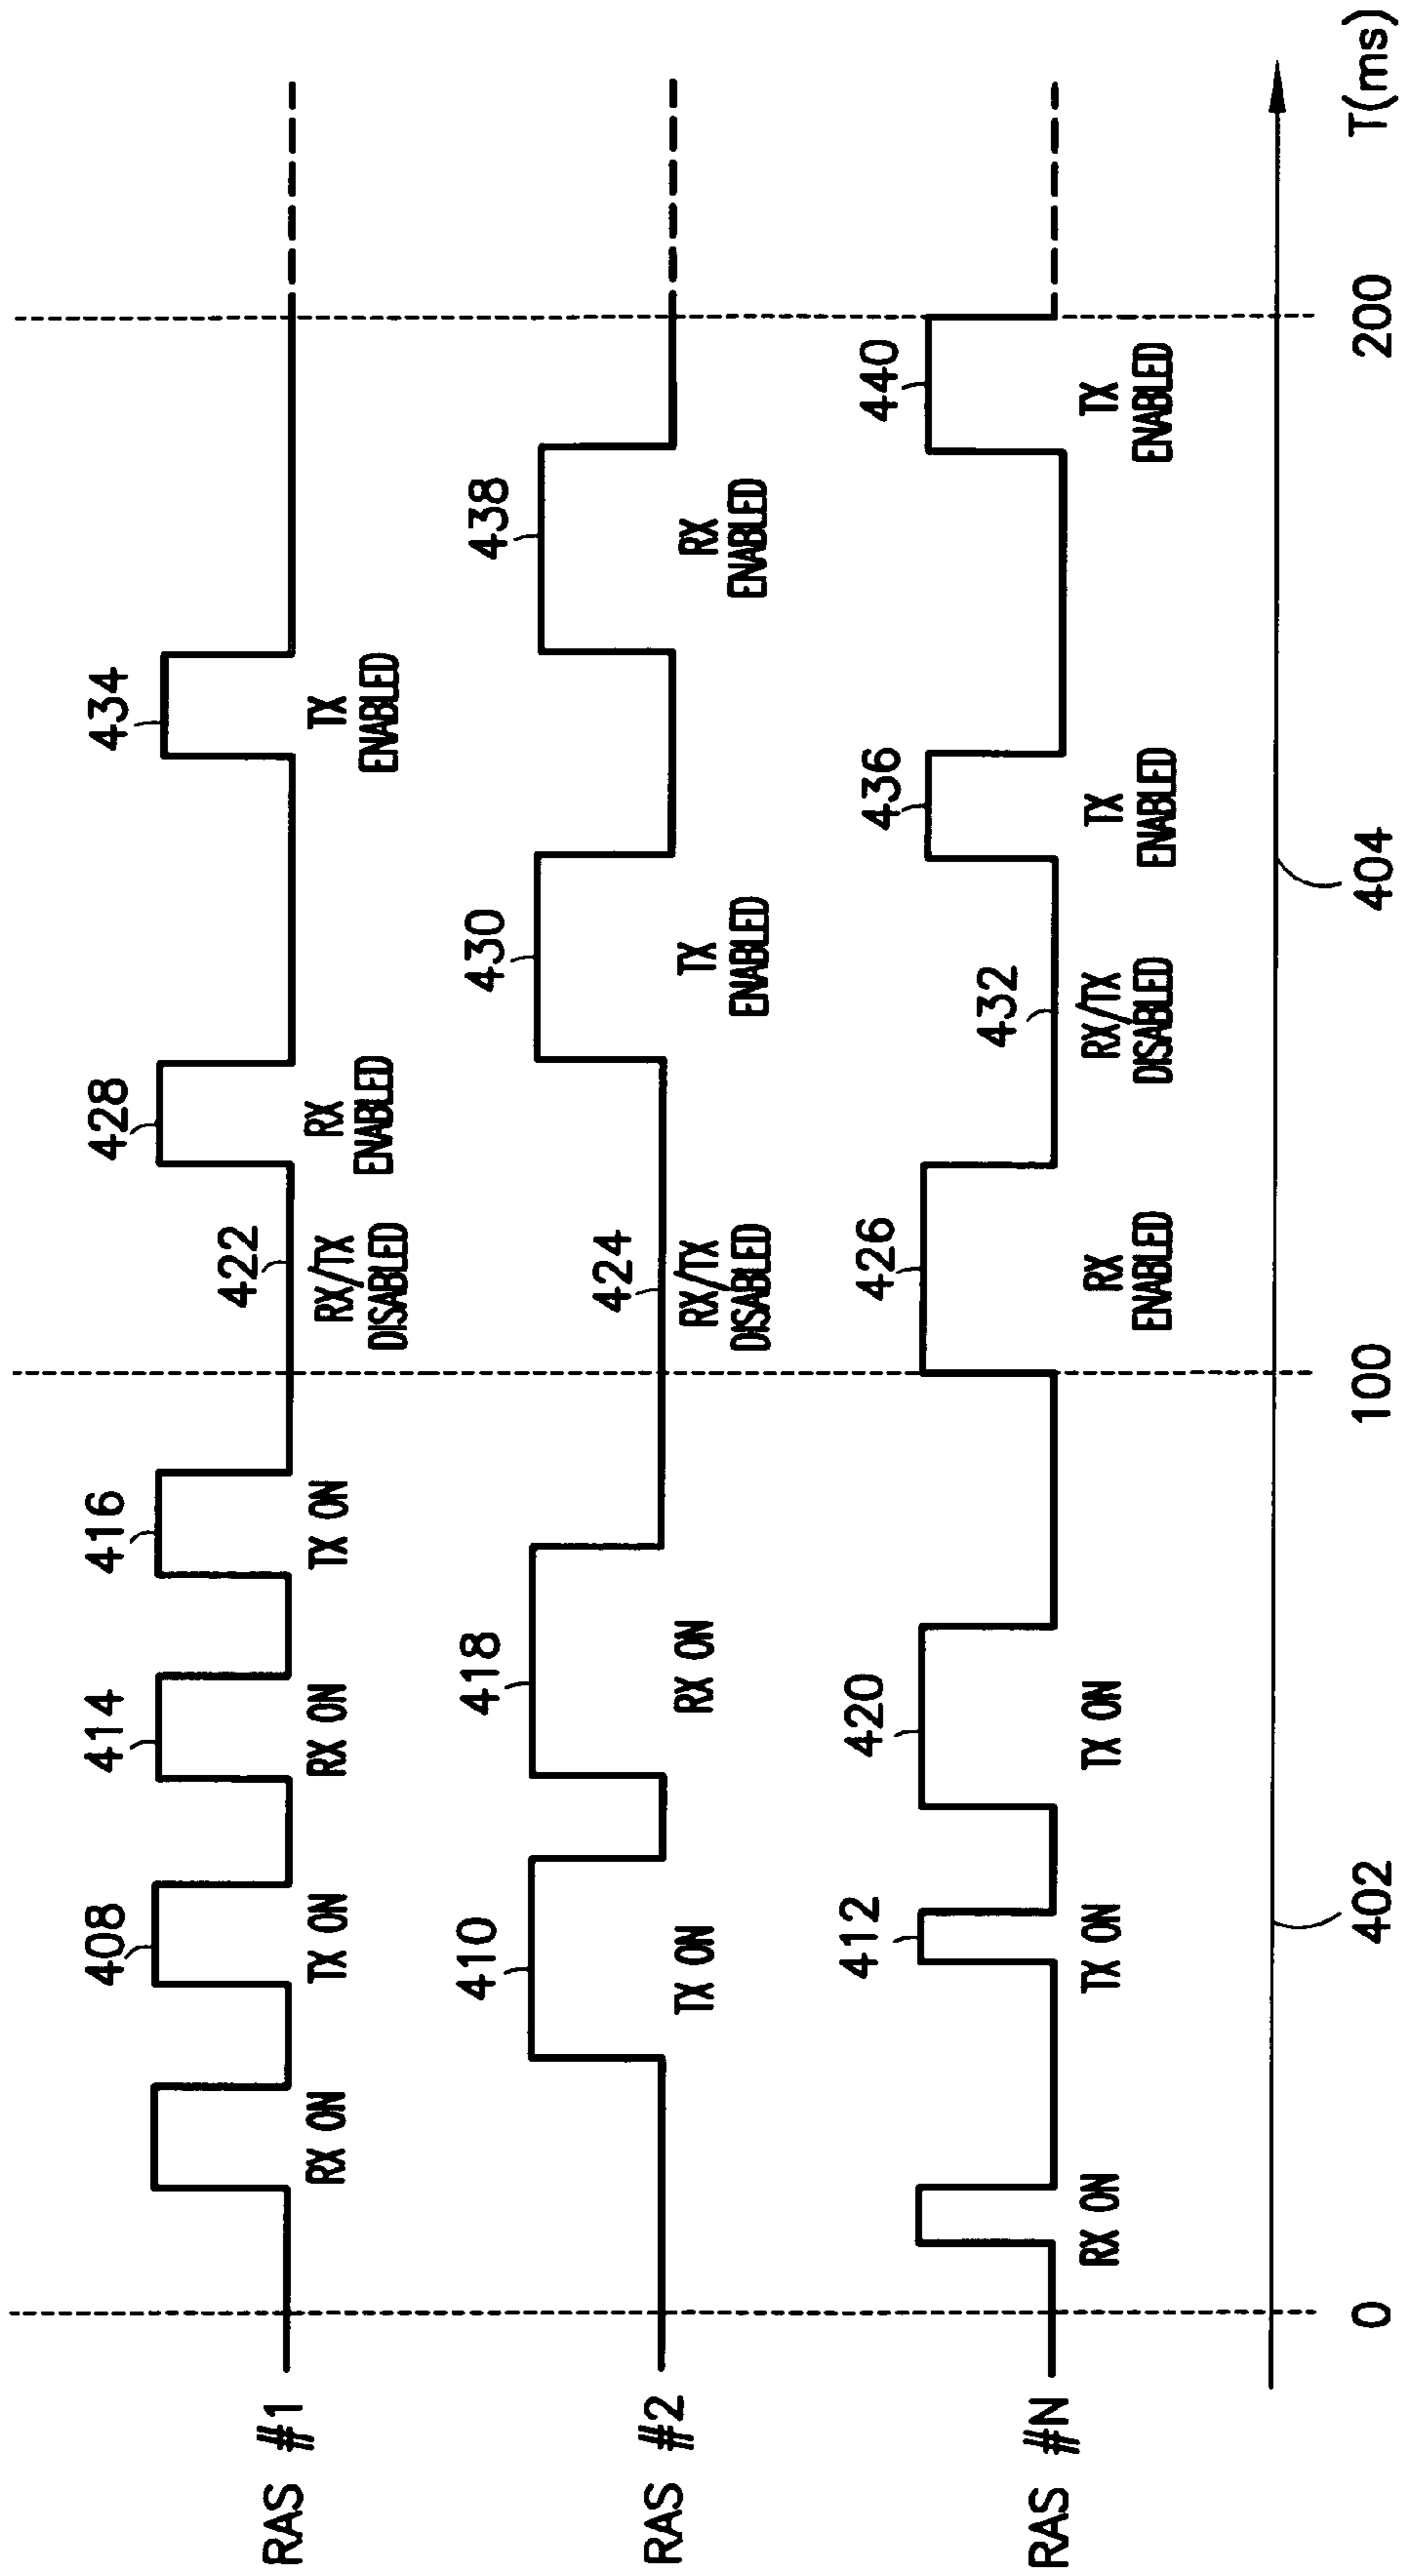 RAS #1
RX ON
408
TX ON
414
RX ON
416
TX ON
422
RX/TX
DISABLED
428
RX
ENABLED
434
TX
ENABLED
RAS #2
410
TX ON
418
RX ON
424
RX/TX
DISABLED
430
TX
ENABLED
438
RX
ENABLED
RAS #N
RX ON
412
TX ON
420
TX ON
426
RX
ENABLED
432
RX/TX
DISABLED
436
TX
ENABLED
440
TX
ENABLED
0
402
100
404
200
T(ms)